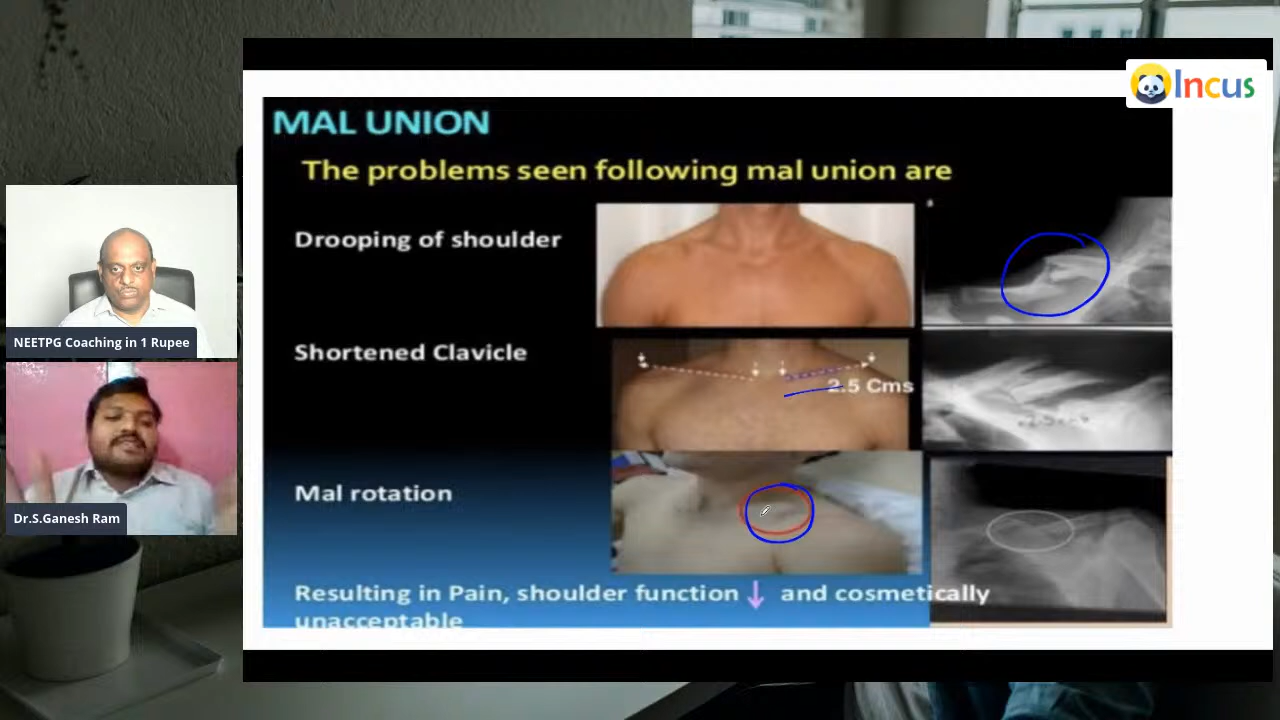 Incus
MAL UNION
The problems seen following mal union are
Drooping of shoulder
Shortened Clavicle
2.5 Cms
Mal rotation
Resulting in Pain, shoulder function ↓ and cosmetically
unacceptable
NEETPG Coaching in 1 Rupee
Dr.S.Ganesh Ram